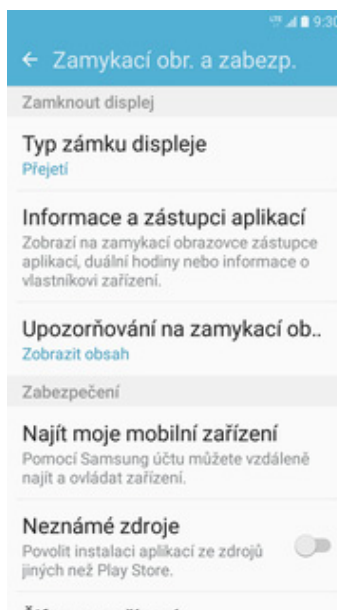 9:30
← Zamykací obr. a zabezp.
Zamknout displej
Typ zámku displeje
Přejetí
Informace a zástupci aplikací
Zobrazí na zamykací obrazovce zástupce
aplikací, duální hodiny nebo informace o
vlastníkovi zařízení.
Upozorňování na zamykací ob..
Zobrazit obsah
Zabezpečení
Najít moje mobilní zařízení
Pomocí Samsung účtu můžete vzdáleně
najít a ovládat zařízení.
Neznámé zdroje
Povolit instalaci aplikací ze zdrojů
jiných než Play Store.